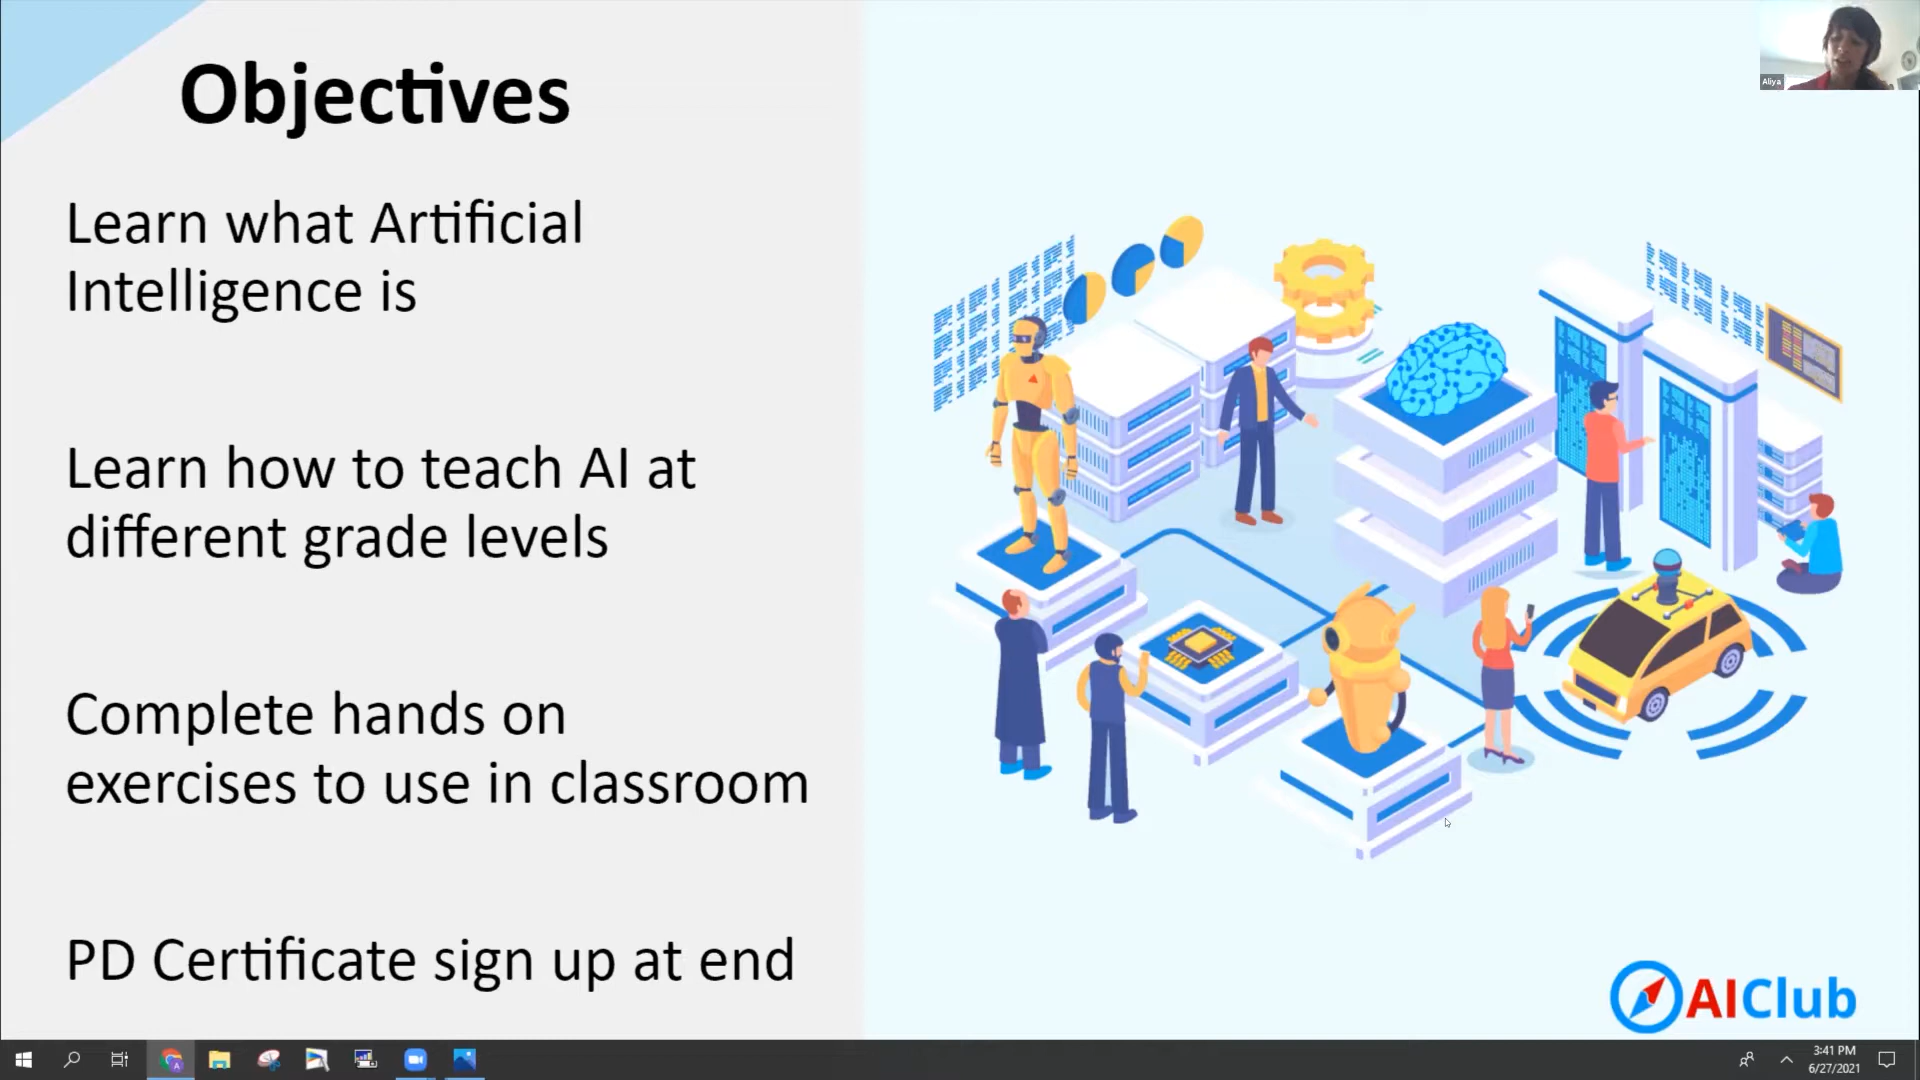 Objectives
Learn what Artificial
Intelligence is
Learn how to teach AI at
different grade levels
Complete hands on
exercises to use in classroom
PD Certificate sign up at end
Aliya
AIClub
A
3:41 PM
6/27/2021